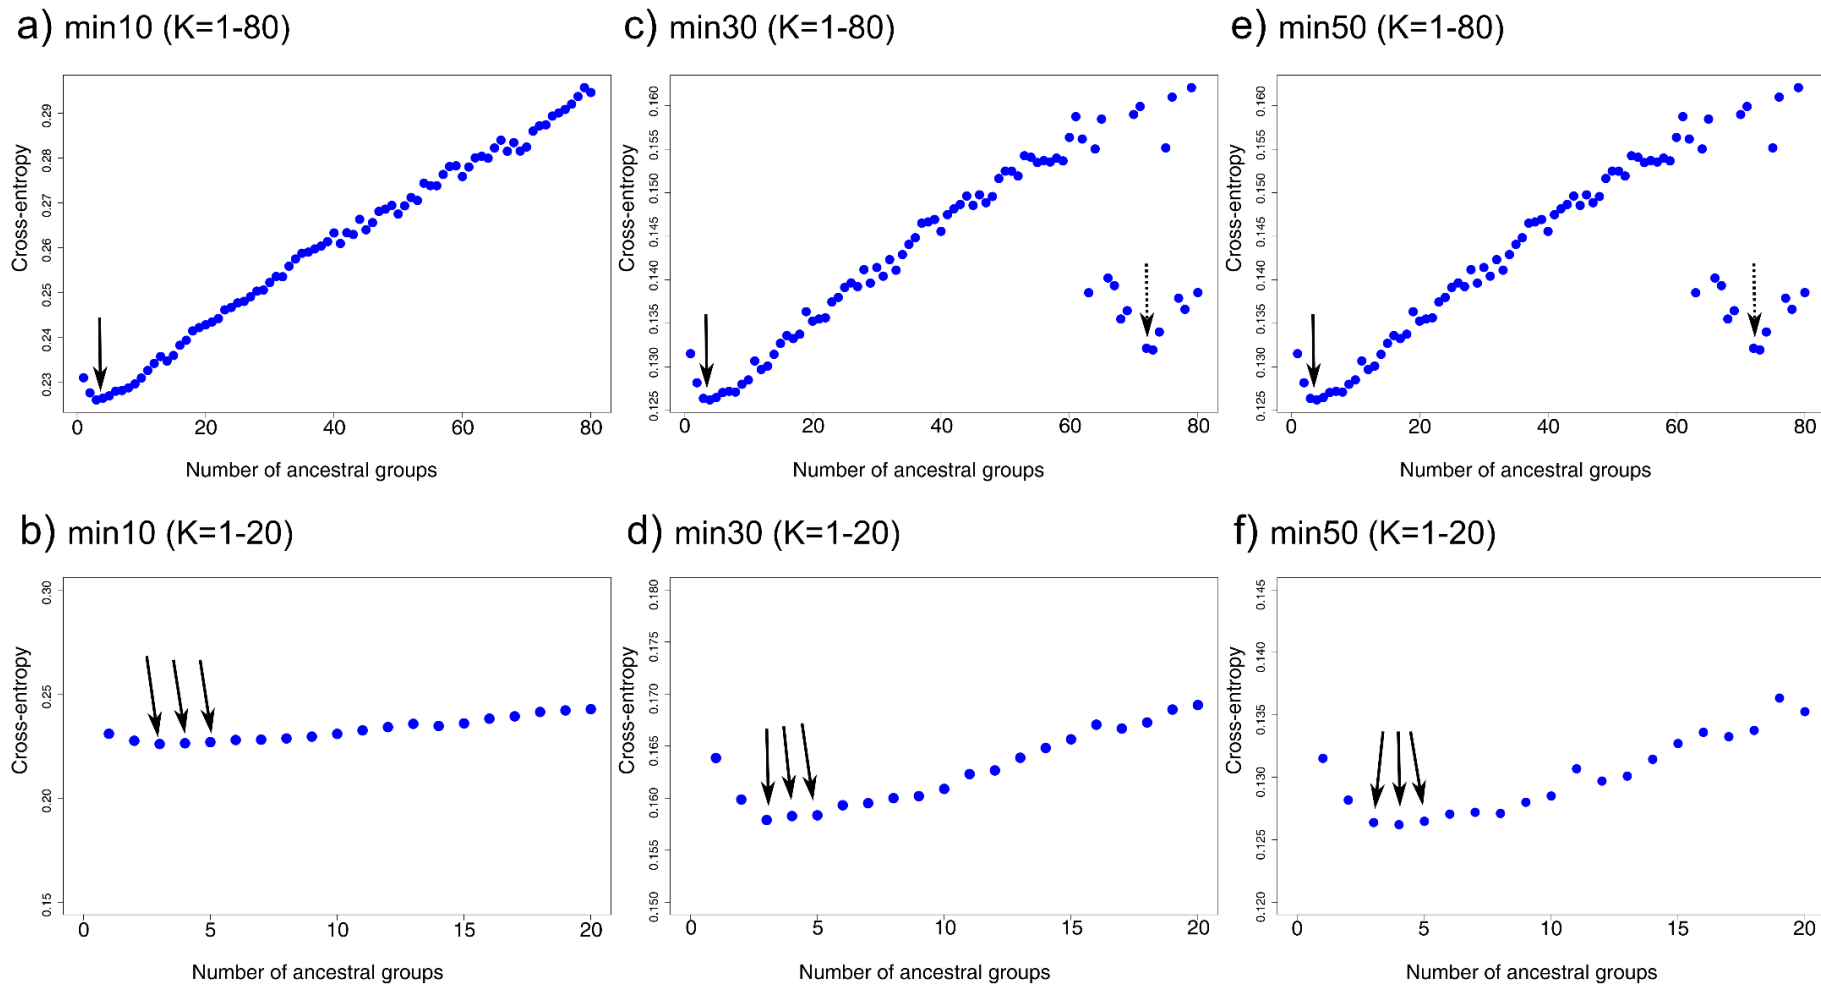 a) min10 (K=1-80)
0.29
0.28
0.27
0.26
0.25
0.24
0.23
Cross-entropy
0 20 40 60 80
Number of ancestral groups
c) min30 (K=1-80)
0.160
0.155
0.150
0.145
0.140
0.135
0.130
0.125
Cross-entropy
0 20 40 60 80
Number of ancestral groups
e) min50 (K=1-80)
0.160
0.155
0.150
0.145
0.140
0.135
0.130
0.125
Cross-entropy
0 20 40 60 80
Number of ancestral groups
b) min10 (K=1-20)
0.30
0.25
0.20
0.15
Cross-entropy
0 5 10 15 20
Number of ancestral groups
d) min30 (K=1-20)
0.180
0.175
0.170
0.165
0.160
0.155
0.150
Cross-entropy
0 5 10 15 20
Number of ancestral groups
f) min50 (K=1-20)
0.145
0.140
0.135
0.130
0.125
0.120
Cross-entropy
0 5 10 15 20
Number of ancestral groups